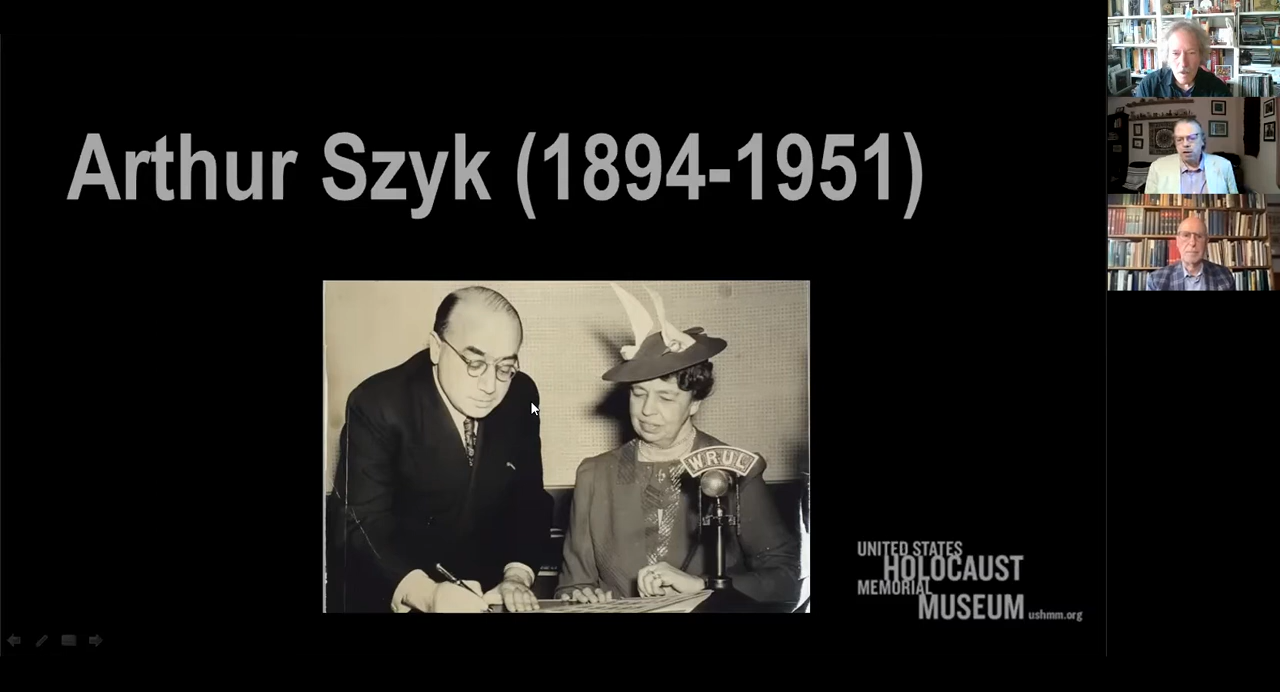 Arthur Szyk (1894-1951)
WRUL
UNITED STATES
HOLOCAUST
MEMORIAL
MUSEUM ushmm.org